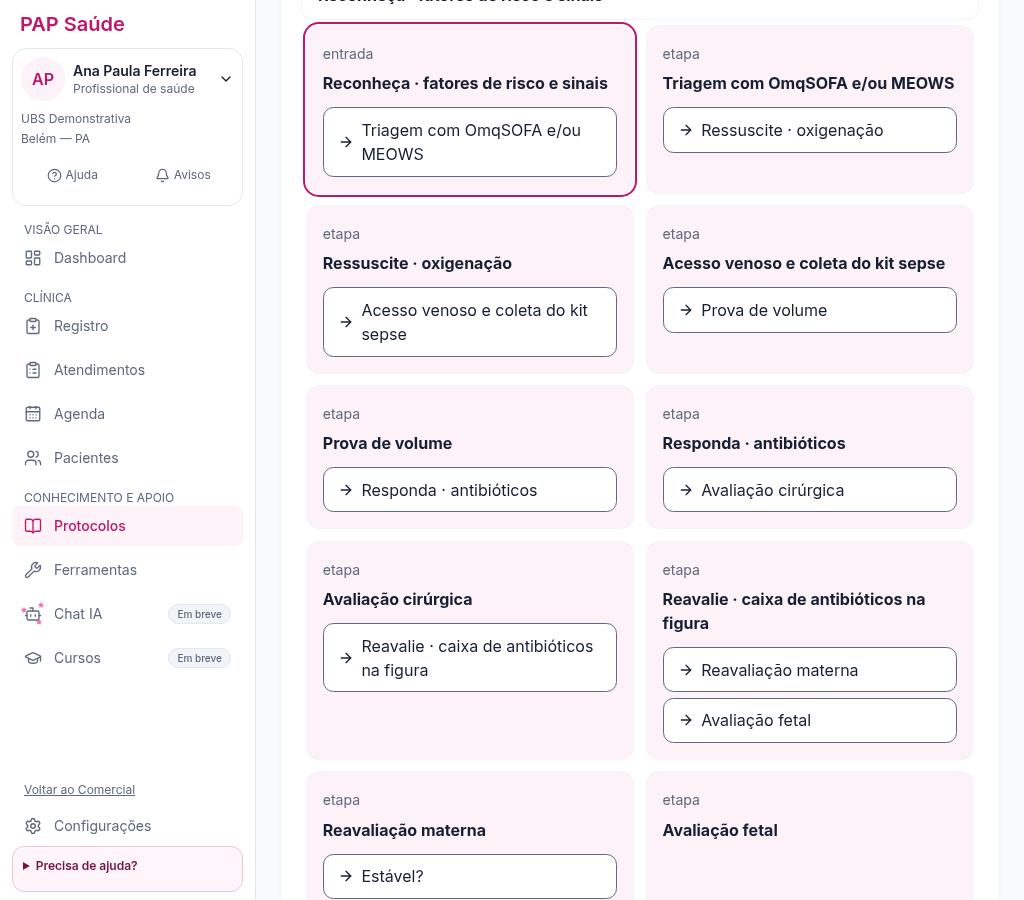 PAP Saúde
AP
Ana Paula Ferreira
Profissional de saúde
UBS Demonstrativa
Belém — PA
Ajuda
Avisos
VISÃO GERAL
Dashboard
CLÍNICA
Registro
Atendimentos
Agenda
Pacientes
CONHECIMENTO E APOIO
Protocolos
Ferramentas
Chat IA
Em breve
Cursos
Em breve
Voltar ao Comercial
Configurações
Precisa de ajuda?
Reconheça · fatores de risco e sinais
entrada
Reconheça · fatores de risco e sinais
→ Triagem com OmqSOFA e/ou
MEOWS
etapa
Triagem com OmqSOFA e/ou MEOWS
→ Ressuscite · oxigenação
etapa
Ressuscite · oxigenação
→ Acesso venoso e coleta do kit
sepse
etapa
Acesso venoso e coleta do kit sepse
→ Prova de volume
etapa
Prova de volume
→ Responda · antibióticos
etapa
Responda · antibióticos
→ Avaliação cirúrgica
etapa
Avaliação cirúrgica
→ Reavalie · caixa de antibióticos
na figura
etapa
Reavalie · caixa de antibióticos na
figura
→ Reavaliação materna
→ Avaliação fetal
etapa
Reavaliação materna
→ Estável?
etapa
Avaliação fetal